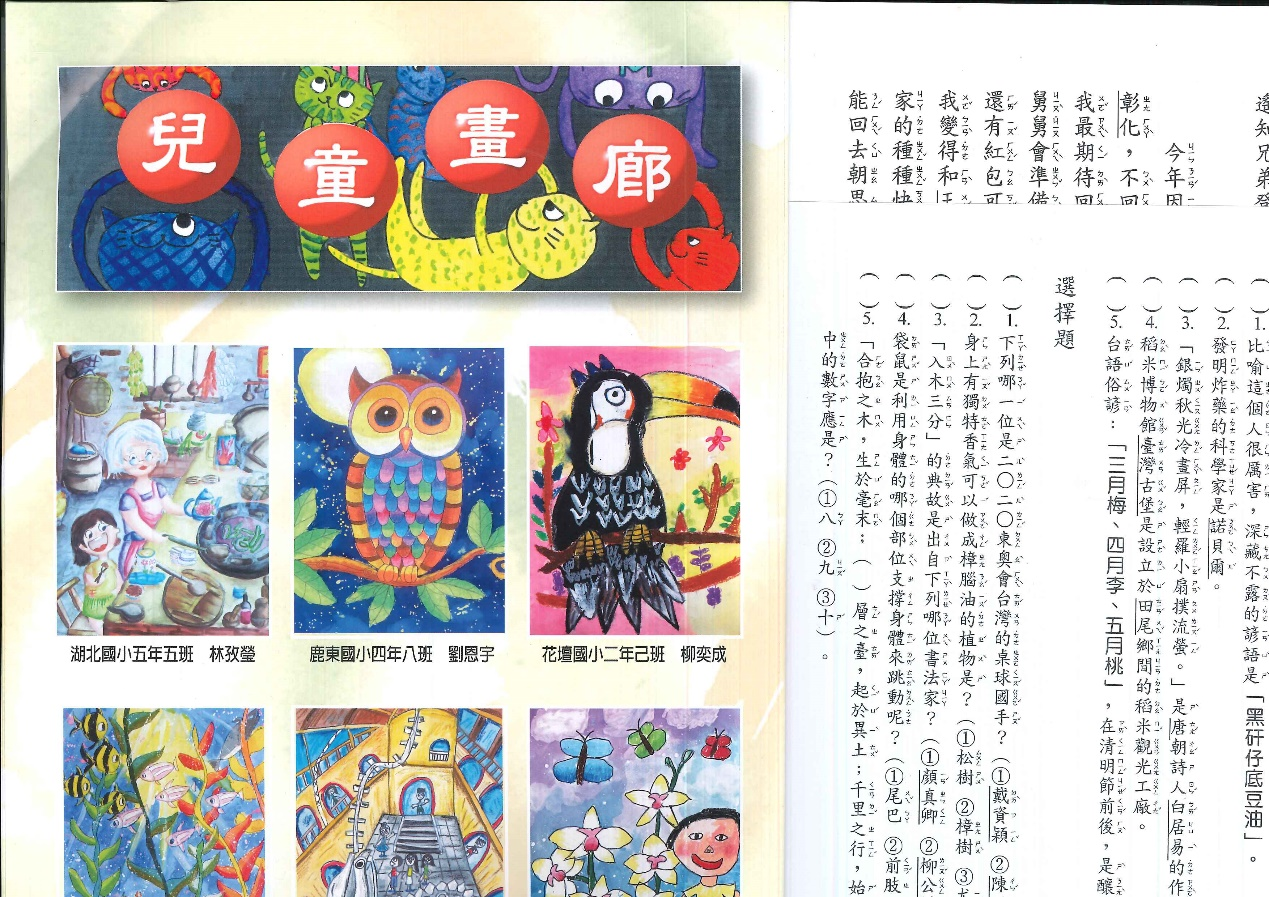 兒童畫廊
湖北國小五年五班　林孜瑩
鹿東國小四年八班　劉恩宇
花壇國小二年己班　柳奕成
遙知兄弟登
今年因
彰化，不回
我最期待回
舅舅會準備
還有紅包可
我變得和
家的種種快
能回去朝思
（　）1.比喻這個人很厲害，深藏不露的諺語是「黑矸仔底豆油」。
（　）2.發明炸藥的科學家是諾貝爾。
（　）3.「銀燭秋光冷畫屏，輕羅小扇撲流螢。」是唐朝詩人白居易的作
（　）4.稻米博物館臺灣古堡是設立於田尾鄉間的稻米觀光工廠。
（　）5.台語俗諺：「三月梅、四月李、五月桃」，在清明節前後，是釀
選擇題
（　）1.下列哪一位是二〇二〇東奧會台灣的桌球國手？（①戴資穎　②陳
（　）2.身上有獨特香氣可以做成樟腦油的植物是？（①松樹　②樟樹　③
（　）3.「入木三分」的典故是出自下列哪位書法家？（①顏真卿　②柳公
（　）4.袋鼠是利用身體的哪個部位支撐身體來跳動呢？（①尾巴　②前肢
（　）5.「合抱之木，生於毫末；（　）層之臺，起於異土；千里之行，始
中的數字應是？（①八　②九　③十）。